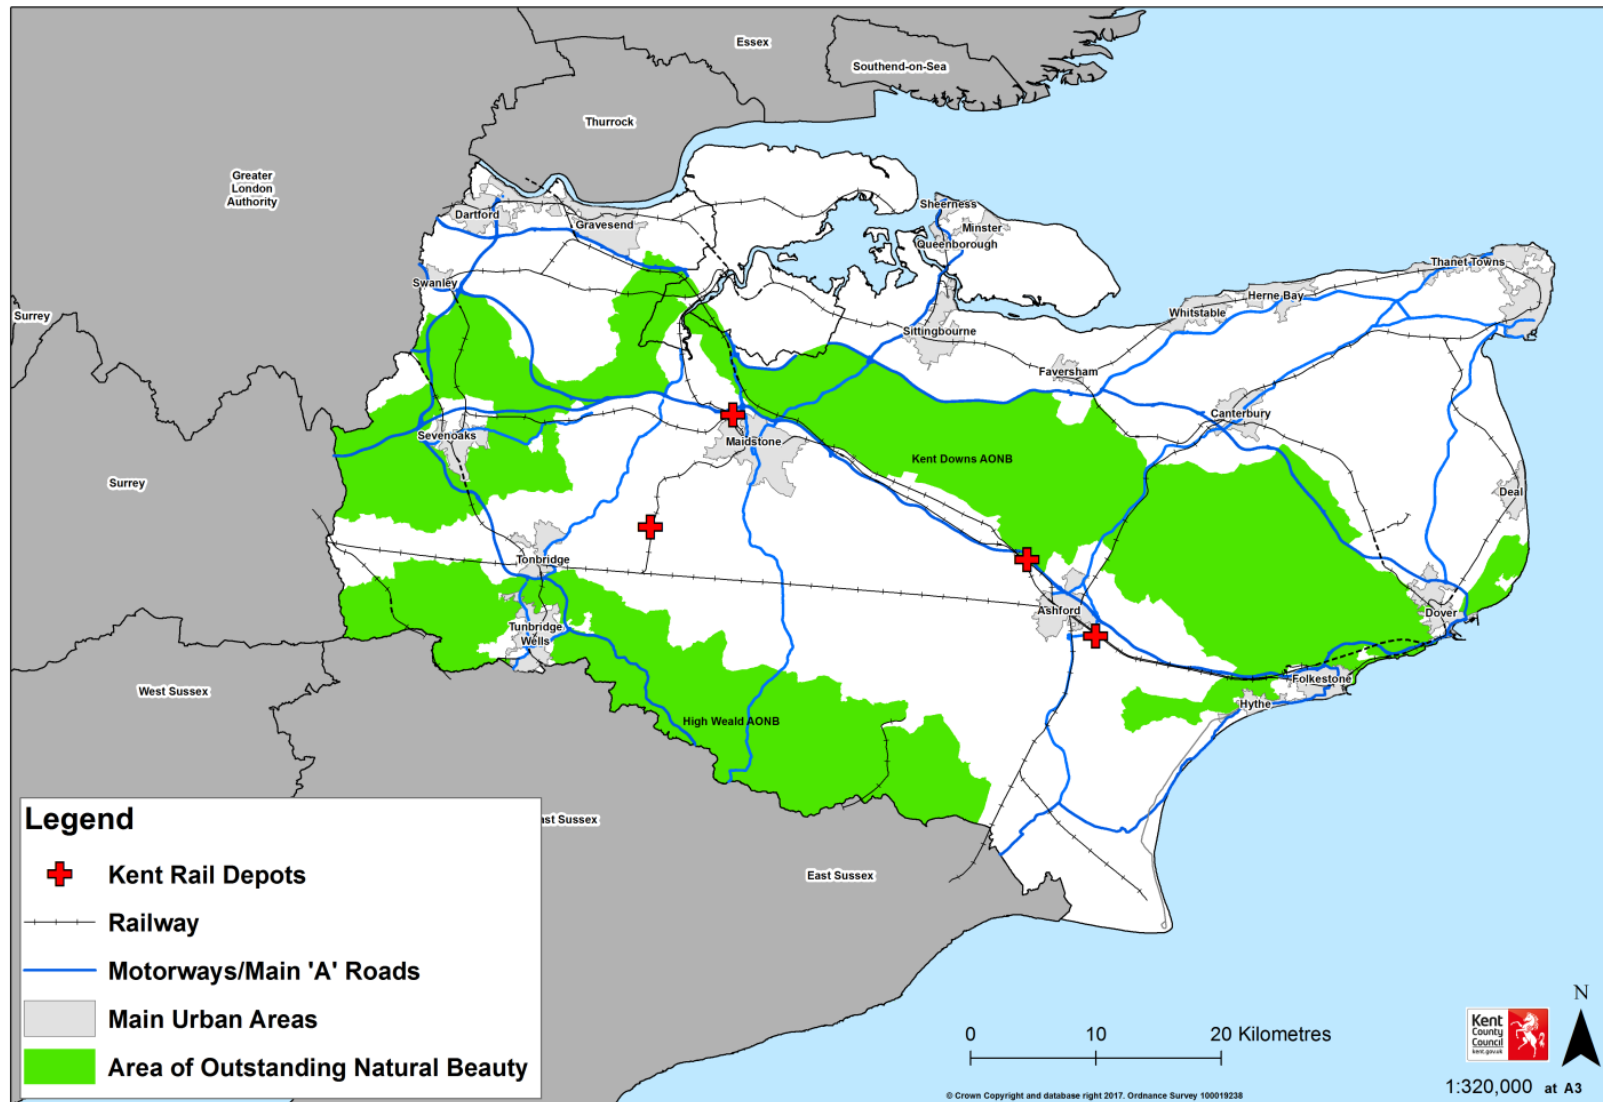 Essex
Southend-on-Sea
Thurrock
Greater
London
Authority
Sheerness
Dartford
Gravesend
Minster
Queenborough
Thanet Towns
Swanley
Herne Bay
Whitstable
Surrey
Sittingbourne
Faversham
Canterbury
Sevenoaks
Maidstone
Kent Downs AONB
Surrey
Deal
Tonbridge
Ashford
Dover
Tunbridge
Wells
Folkestone
West Sussex
Hythe
High Weald AONB
ast Sussex
East Sussex
Legend
Kent Rail Depots
Railway
Motorways/Main 'A' Roads
Main Urban Areas
Area of Outstanding Natural Beauty
0 10 20 Kilometres
N
Kent
County
Council
kent.gov.uk
1:320,000 at A3
© Crown Copyright and database right 2017. Ordnance Survey 100019238